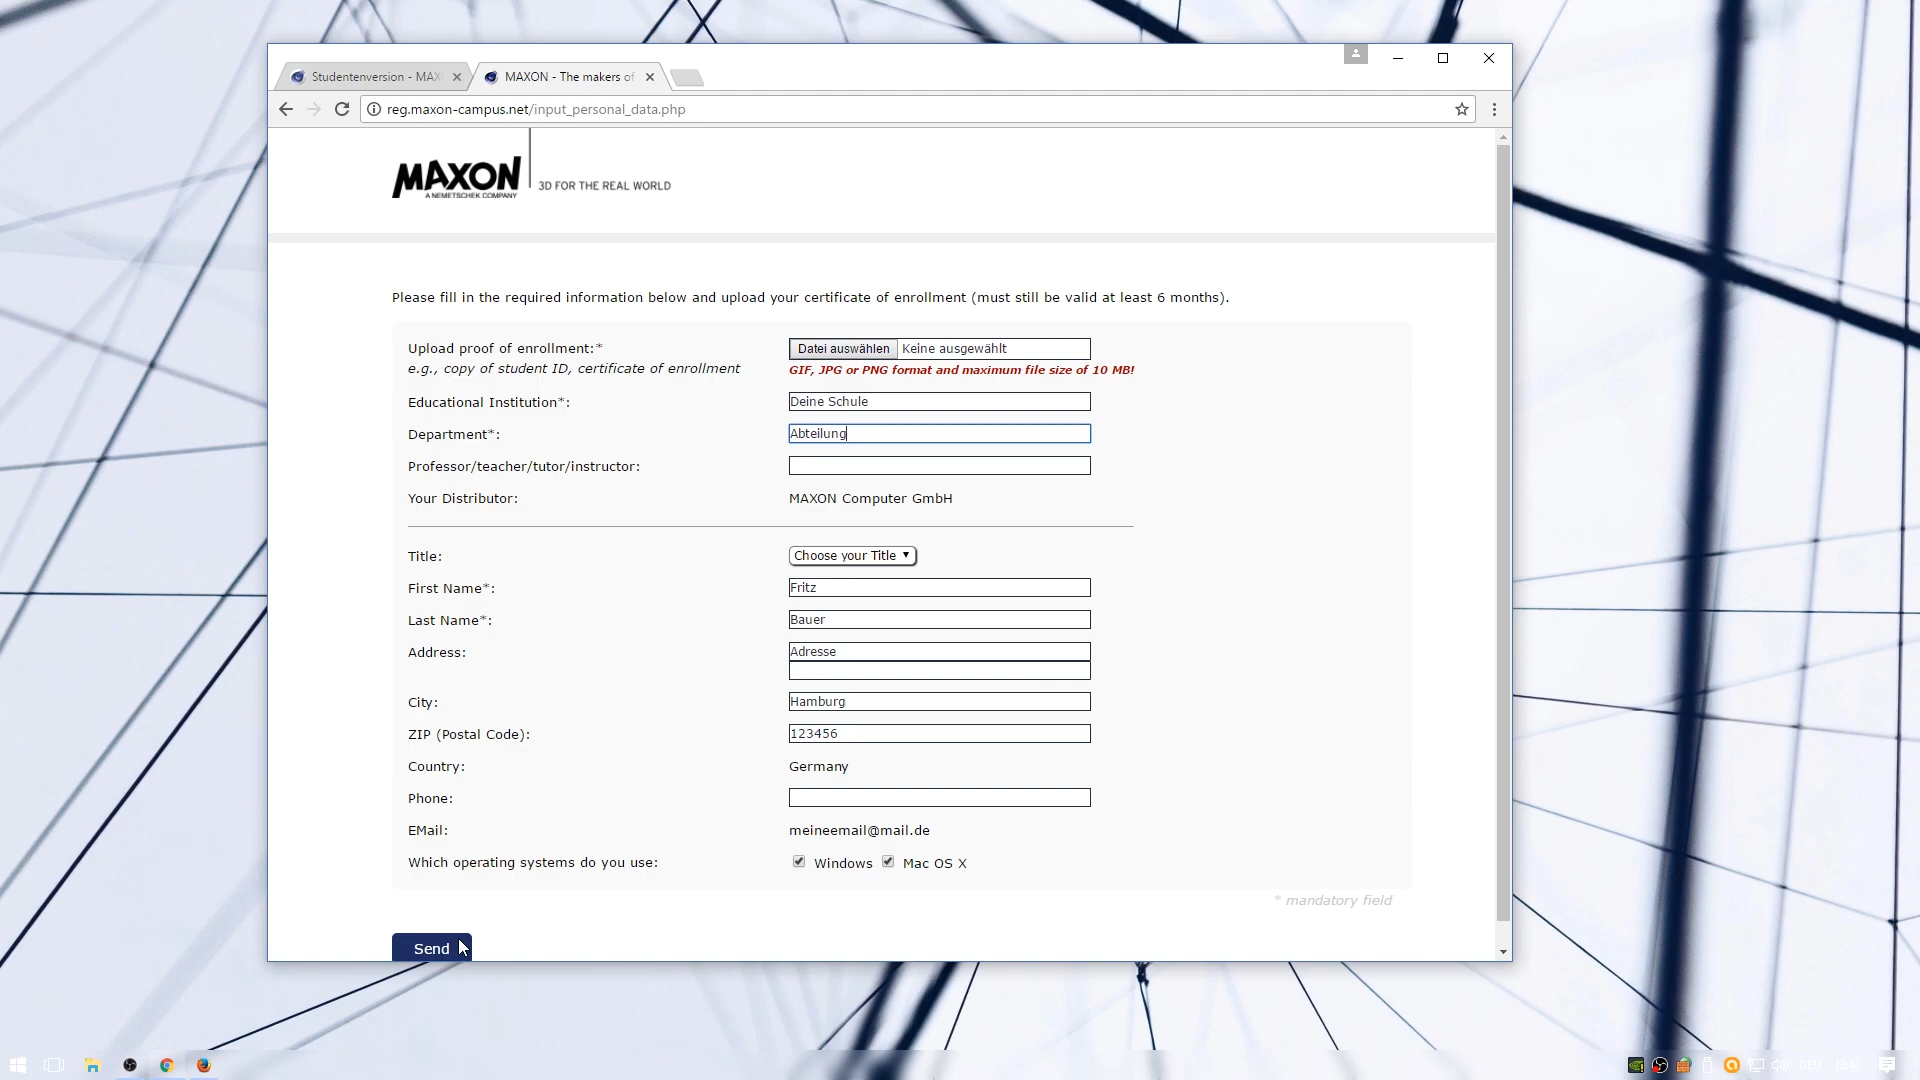 Studentenversion - MAX
MAXON - The makers of
reg.maxon-campus.net/input_personal_data.php
MAXON
A NEMETSCHEK COMPANY
3D FOR THE REAL WORLD
Please fill in the required information below and upload your certificate of enrollment (must still be valid at least 6 months).
Upload proof of enrollment:* Datei auswählen Keine ausgewählt
e.g., copy of student ID, certificate of enrollment GIF, JPG or PNG format and maximum file size of 10 MB!
Educational Institution*: Deine Schule
Department*: Abteilung
Professor/teacher/tutor/instructor:
Your Distributor: MAXON Computer GmbH
Title: Choose your Title
First Name*: Fritz
Last Name*: Bauer
Address: Adresse
City: Hamburg
ZIP (Postal Code): 123456
Country: Germany
Phone:
EMail: meineemail@mail.de
Which operating systems do you use: Windows Mac OS X
* mandatory field
Send